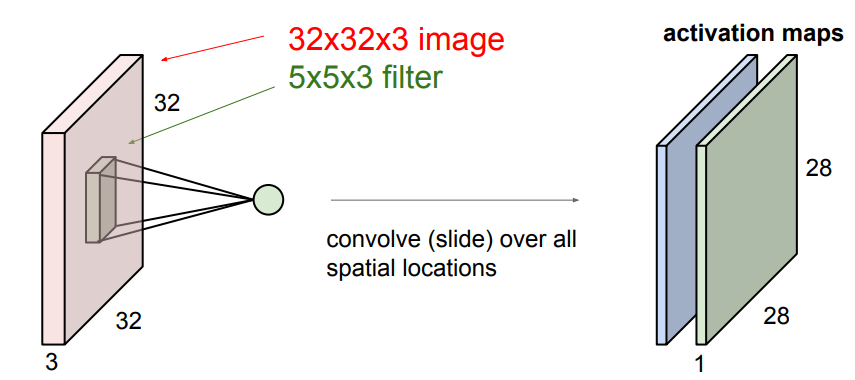 32x32x3 image
5x5x3 filter
32
32
3
convolve (slide) over all
spatial locations
activation maps
28
28
1